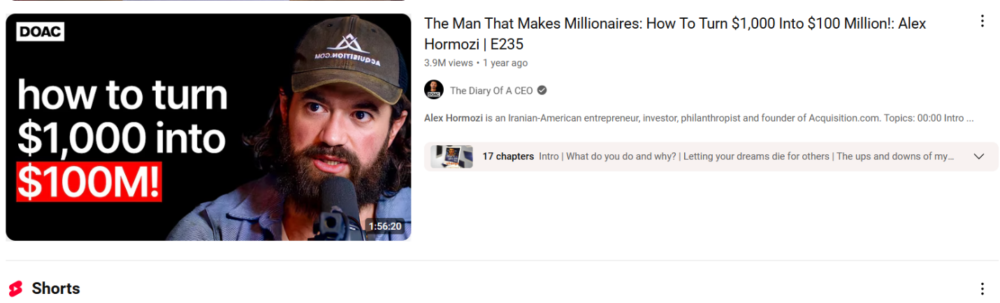 DOAC
how to turn
$1,000 into
$100M!
ACQUISITION.COM
1:56:20
The Man That Makes Millionaires: How To Turn $1,000 Into $100 Million!: Alex
Hormozi | E235
3.9M views • 1 year ago
DOAC
The Diary Of A CEO
Alex Hormozi is an Iranian-American entrepreneur, investor, philanthropist and founder of Acquisition.com. Topics: 00:00 Intro ...
17 chapters Intro | What do you do and why? | Letting your dreams die for others | The ups and downs of my...
Shorts